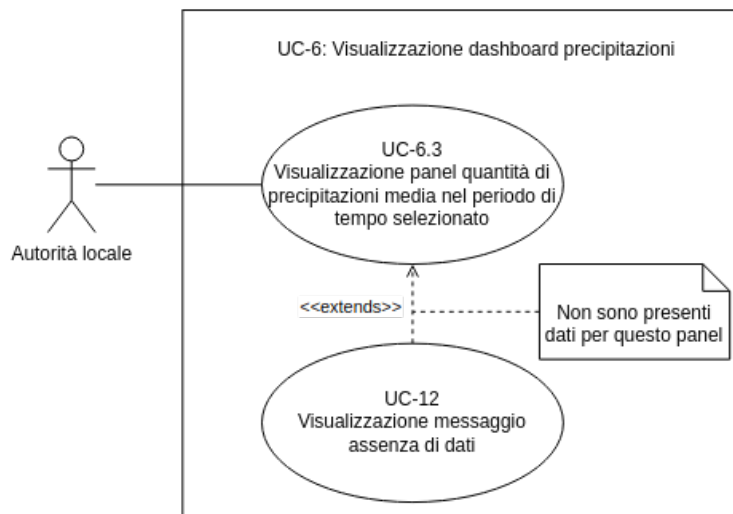 UC-6: Visualizzazione dashboard precipitazioni
UC-6.3
Visualizzazione panel quantità di
precipitazioni media nel periodo di
tempo selezionato
Autorità locale
<<extends>>
Non sono presenti
dati per questo panel
UC-12
Visualizzazione messaggio
assenza di dati